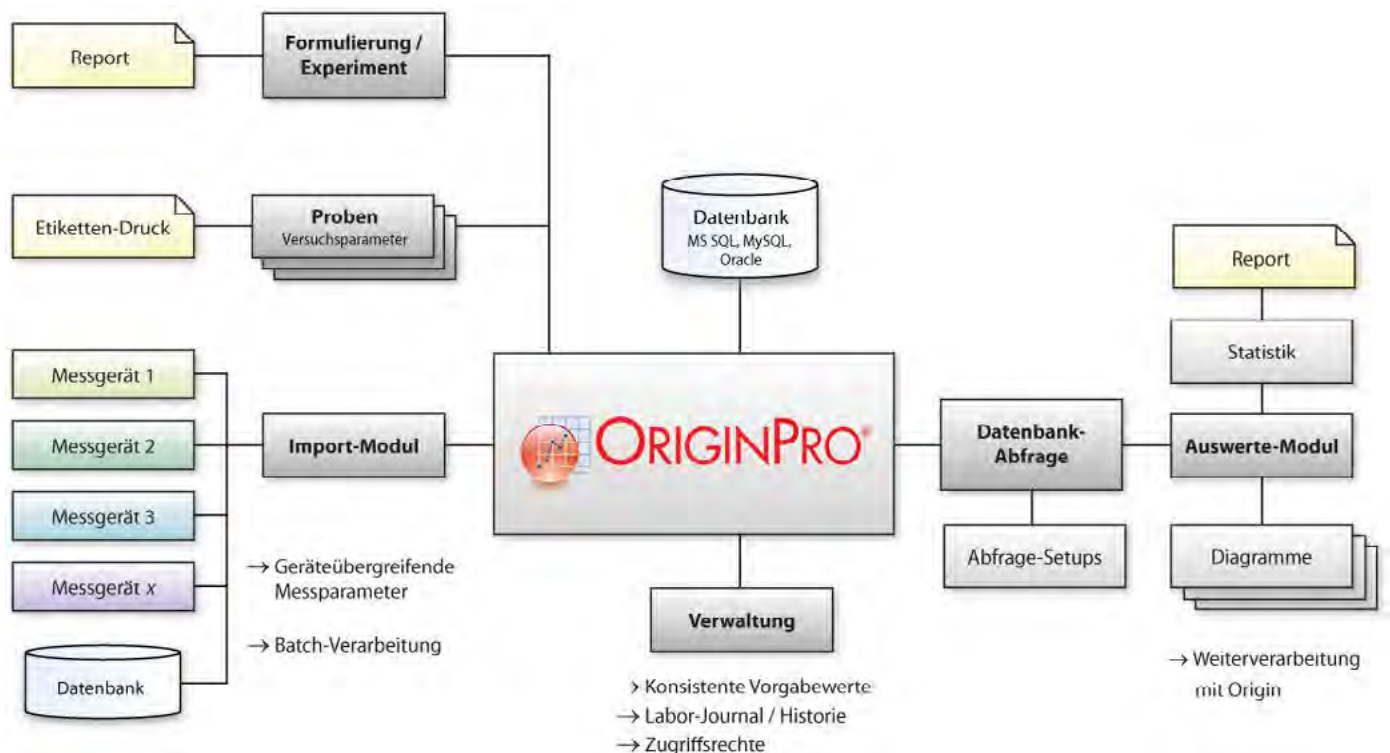 Report
Formulierung /
Experiment
Etiketten-Druck
Proben
Versuchsparameter
Datenbank
MS SQL, MySQL,
Oracle
Messgerät 1
Messgerät 2
Messgerät 3
Messgerät x
Datenbank
Import-Modul
→ Geräteübergreifende
Messparameter
→ Batch-Verarbeitung
ORIGINPRO®
Verwaltung
› Konsistente Vorgabewerte
→ Labor-Journal / Historie
→ Zugriffsrechte
Datenbank-
Abfrage
Abfrage-Setups
Report
Statistik
Auswerte-Modul
Diagramme
→ Weiterverarbeitung
mit Origin